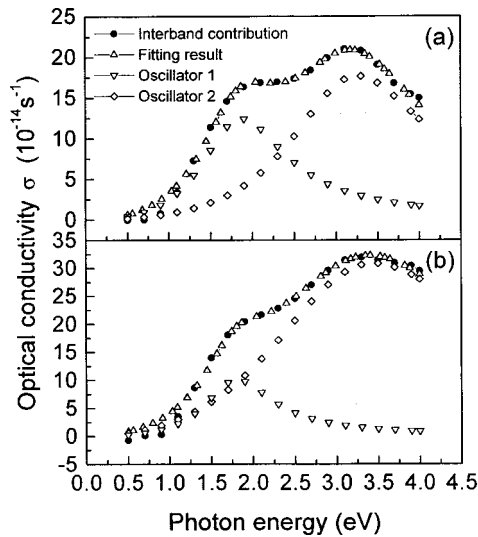 25
20
15
10
5
0
35
30
25
20
15
10
5
0
-5
Optical conductivity σ (10⁻¹⁴s⁻¹)
Interband contribution
Fitting result
Oscillator 1
Oscillator 2
(a)
(b)
0.0 0.5 1.0 1.5 2.0 2.5 3.0 3.5 4.0 4.5
Photon energy (eV)